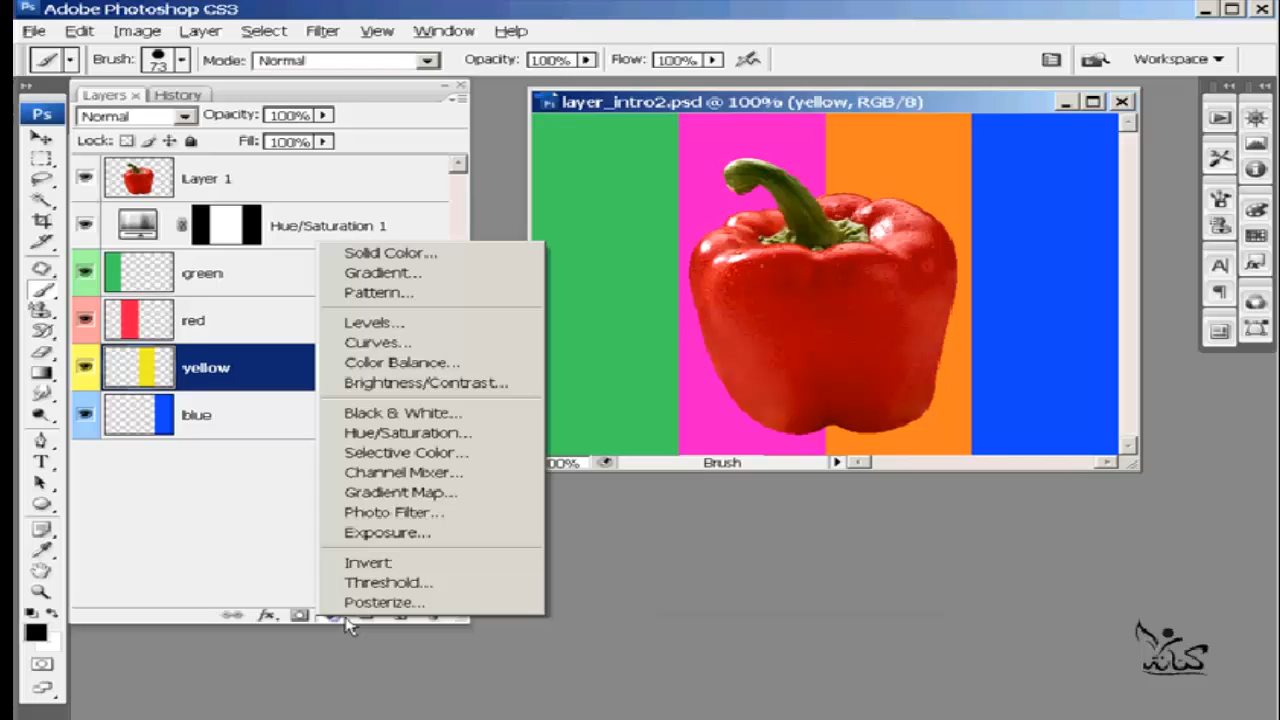 Adobe Photoshop CS3
File Edit Image Layer Select Filter View Window Help
Brush: 73 Mode: Normal Opacity: 100% Flow: 100% Workspace
Layers × History
Normal Opacity: 100%
Lock: Fill: 100%
Layer 1
Hue/Saturation 1
green
red
yellow
blue
Solid Color...
Gradient...
Pattern...
Levels...
Curves...
Color Balance...
Brightness/Contrast...
Black & White...
Hue/Saturation...
Selective Color...
Channel Mixer...
Gradient Map...
Photo Filter...
Exposure...
Invert
Threshold...
Posterize...
layer_intro2.psd @ 100% (yellow, RGB/8)
Brush
Ps